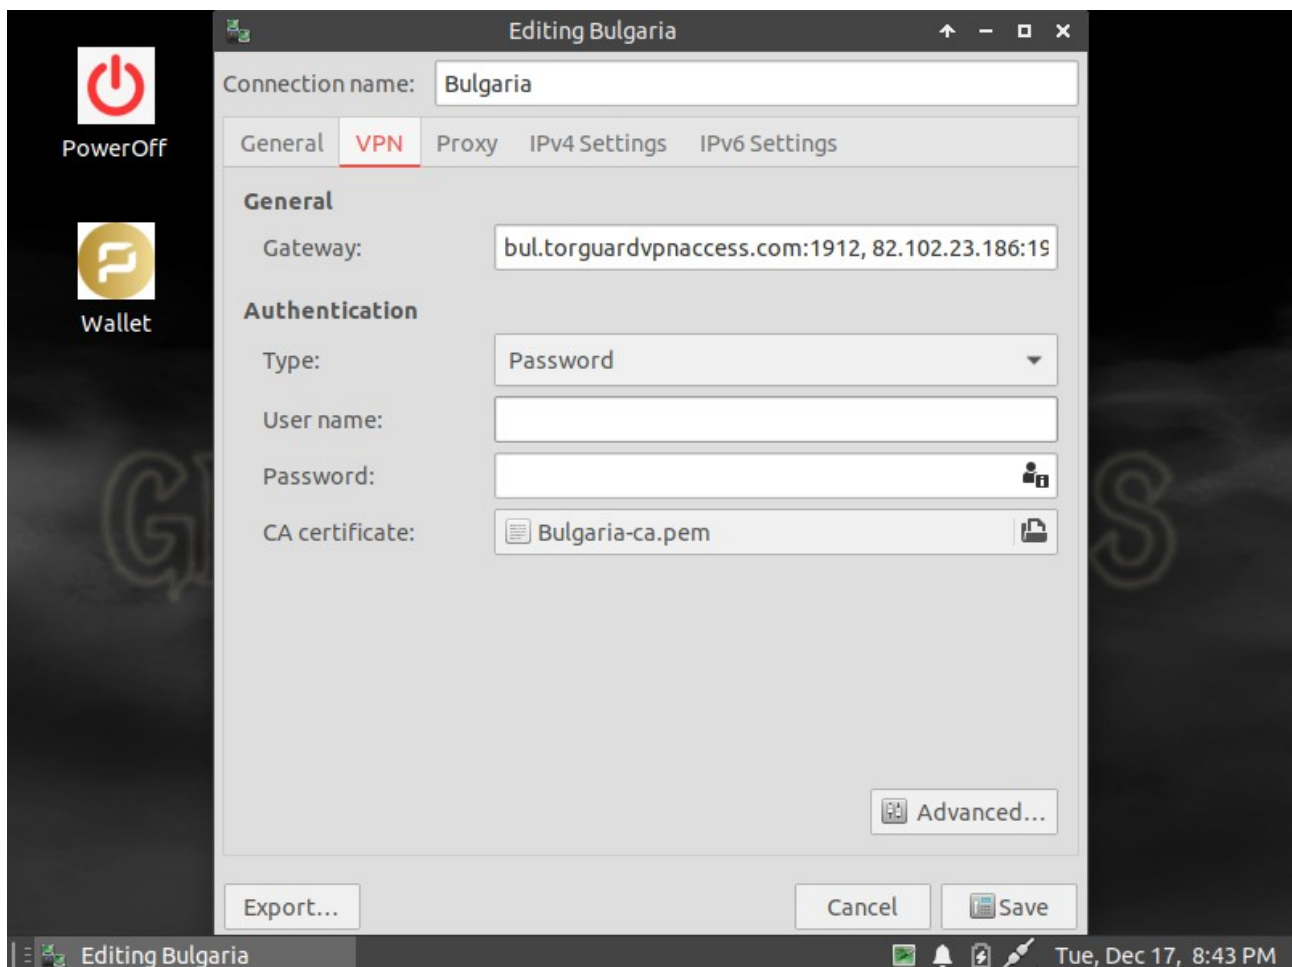 Editing Bulgaria
PowerOff
Wallet
Connection name: Bulgaria
General VPN Proxy IPv4 Settings IPv6 Settings
General
Gateway: bul.torguardvpnaccess.com:1912, 82.102.23.186:19
Authentication
Type: Password
User name:
Password:
CA certificate: Bulgaria-ca.pem
Advanced...
Export... Cancel Save
Editing Bulgaria Tue, Dec 17, 8:43 PM